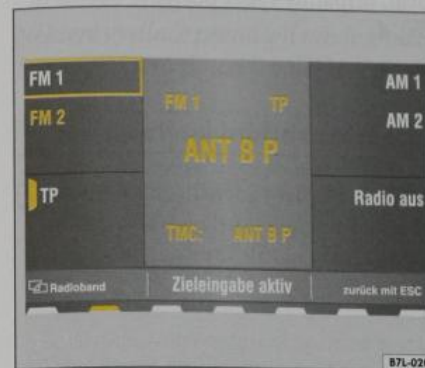 FM 1
AM 1
FM 2
AM 2
FM 1 TP
ANT B P
TP
Radio aus
TMC: ANT B P
Radioband
Zieleingabe aktiv
zurück mit ESC
B7L-020